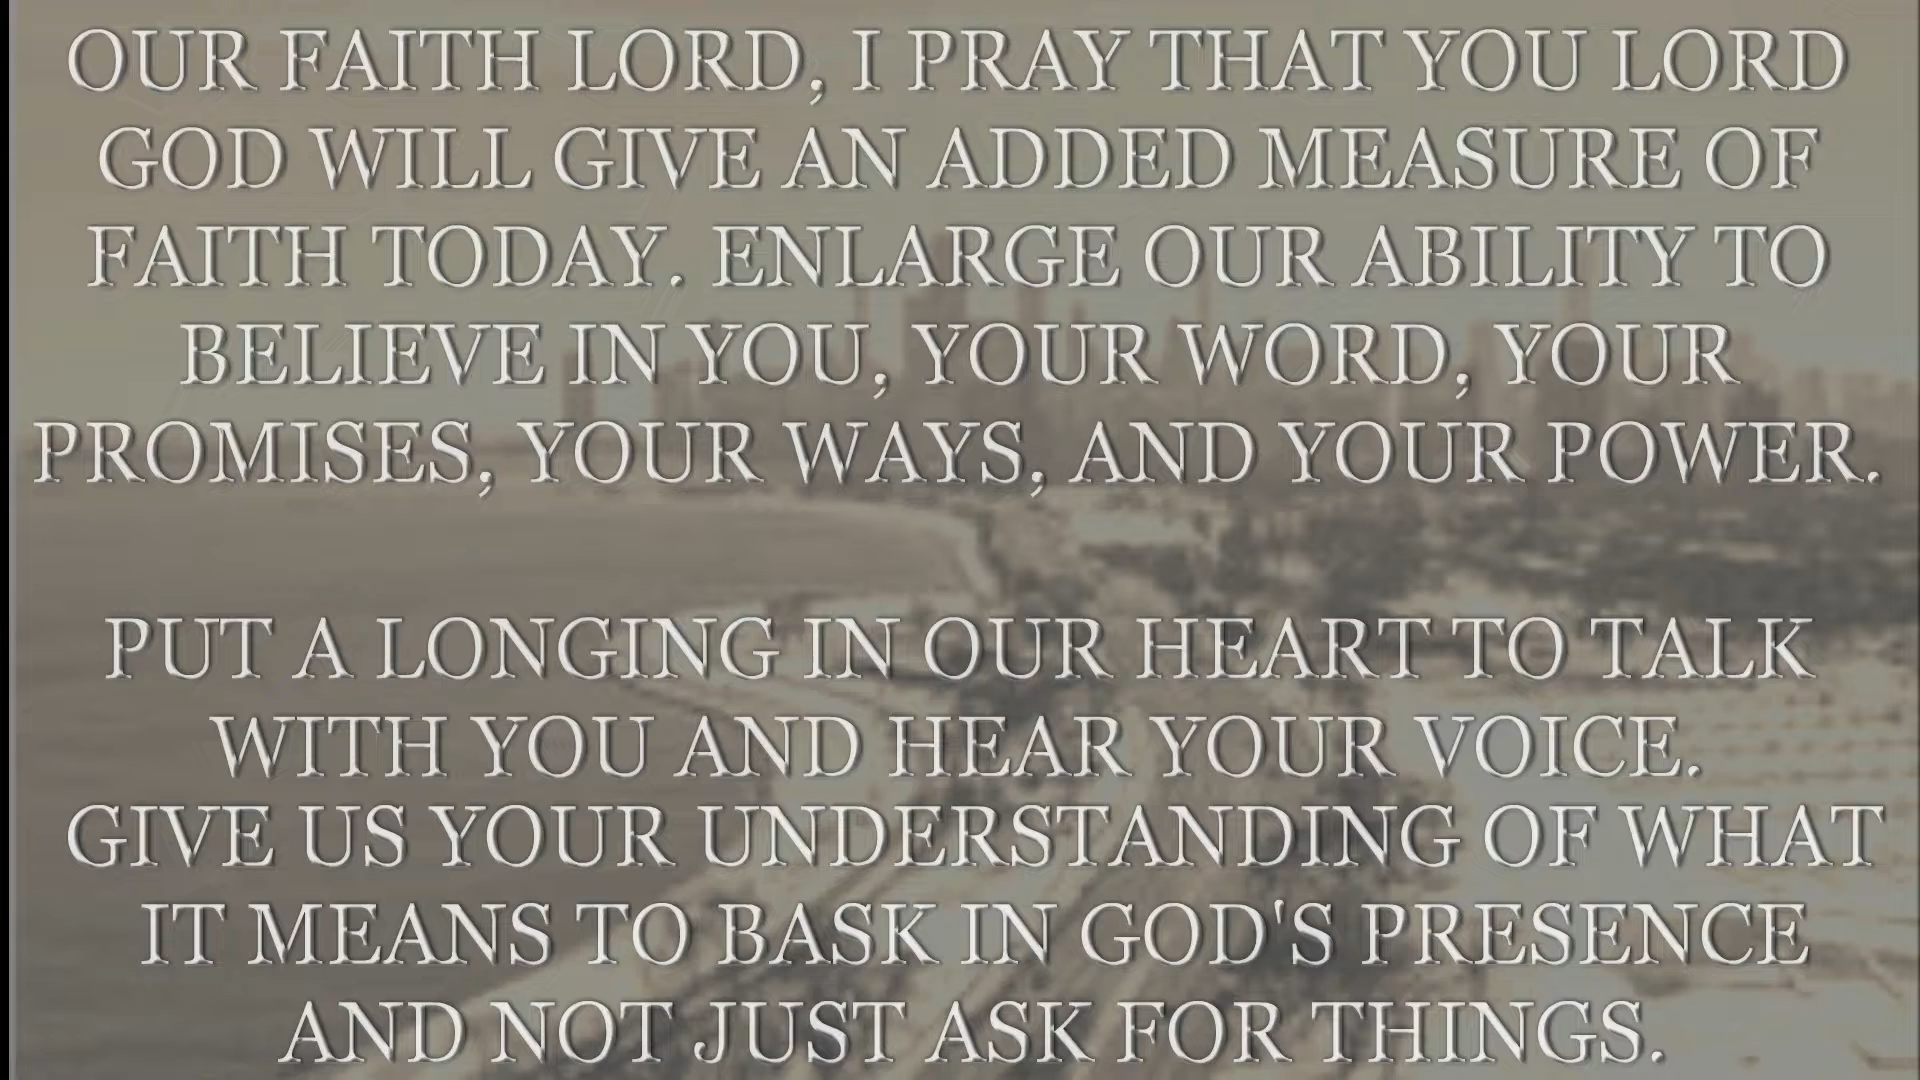 OUR FAITH LORD, I PRAY THAT YOU LORD
GOD WILL GIVE AN ADDED MEASURE OF
FAITH TODAY. ENLARGE OUR ABILITY TO
BELIEVE IN YOU, YOUR WORD, YOUR
PROMISES, YOUR WAYS, AND YOUR POWER.
PUT A LONGING IN OUR HEART TO TALK
WITH YOU AND HEAR YOUR VOICE.
GIVE US YOUR UNDERSTANDING OF WHAT
IT MEANS TO BASK IN GOD'S PRESENCE
AND NOT JUST ASK FOR THINGS.